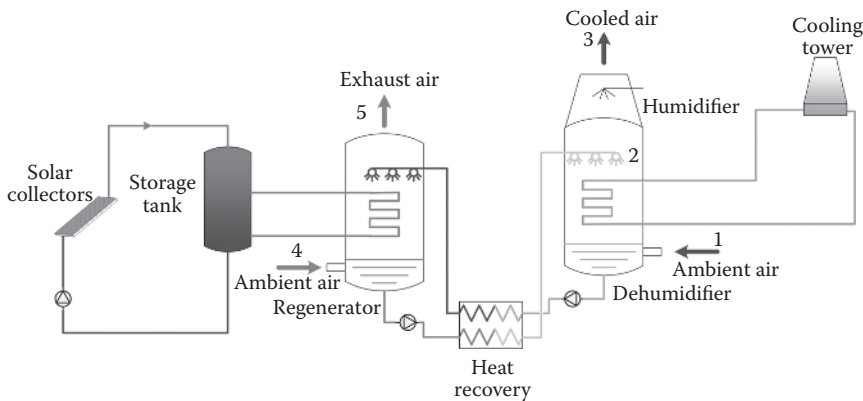 Cooled air
3
Cooling
tower
Exhaust air
5
Humidifier
2
Solar
collectors
Storage
tank
4
1
Ambient air
Ambient air
Regenerator
Dehumidifier
Heat
recovery